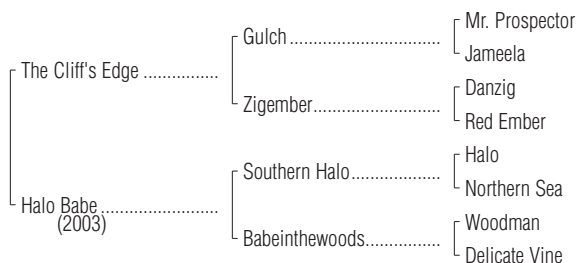 Mr. Prospector
Gulch
Jameela
The Cliff's Edge
Danzig
Zigember
Red Ember
Halo
Southern Halo
Northern Sea
Halo Babe
(2003)
Woodman
Babeinthewoods
Delicate Vine